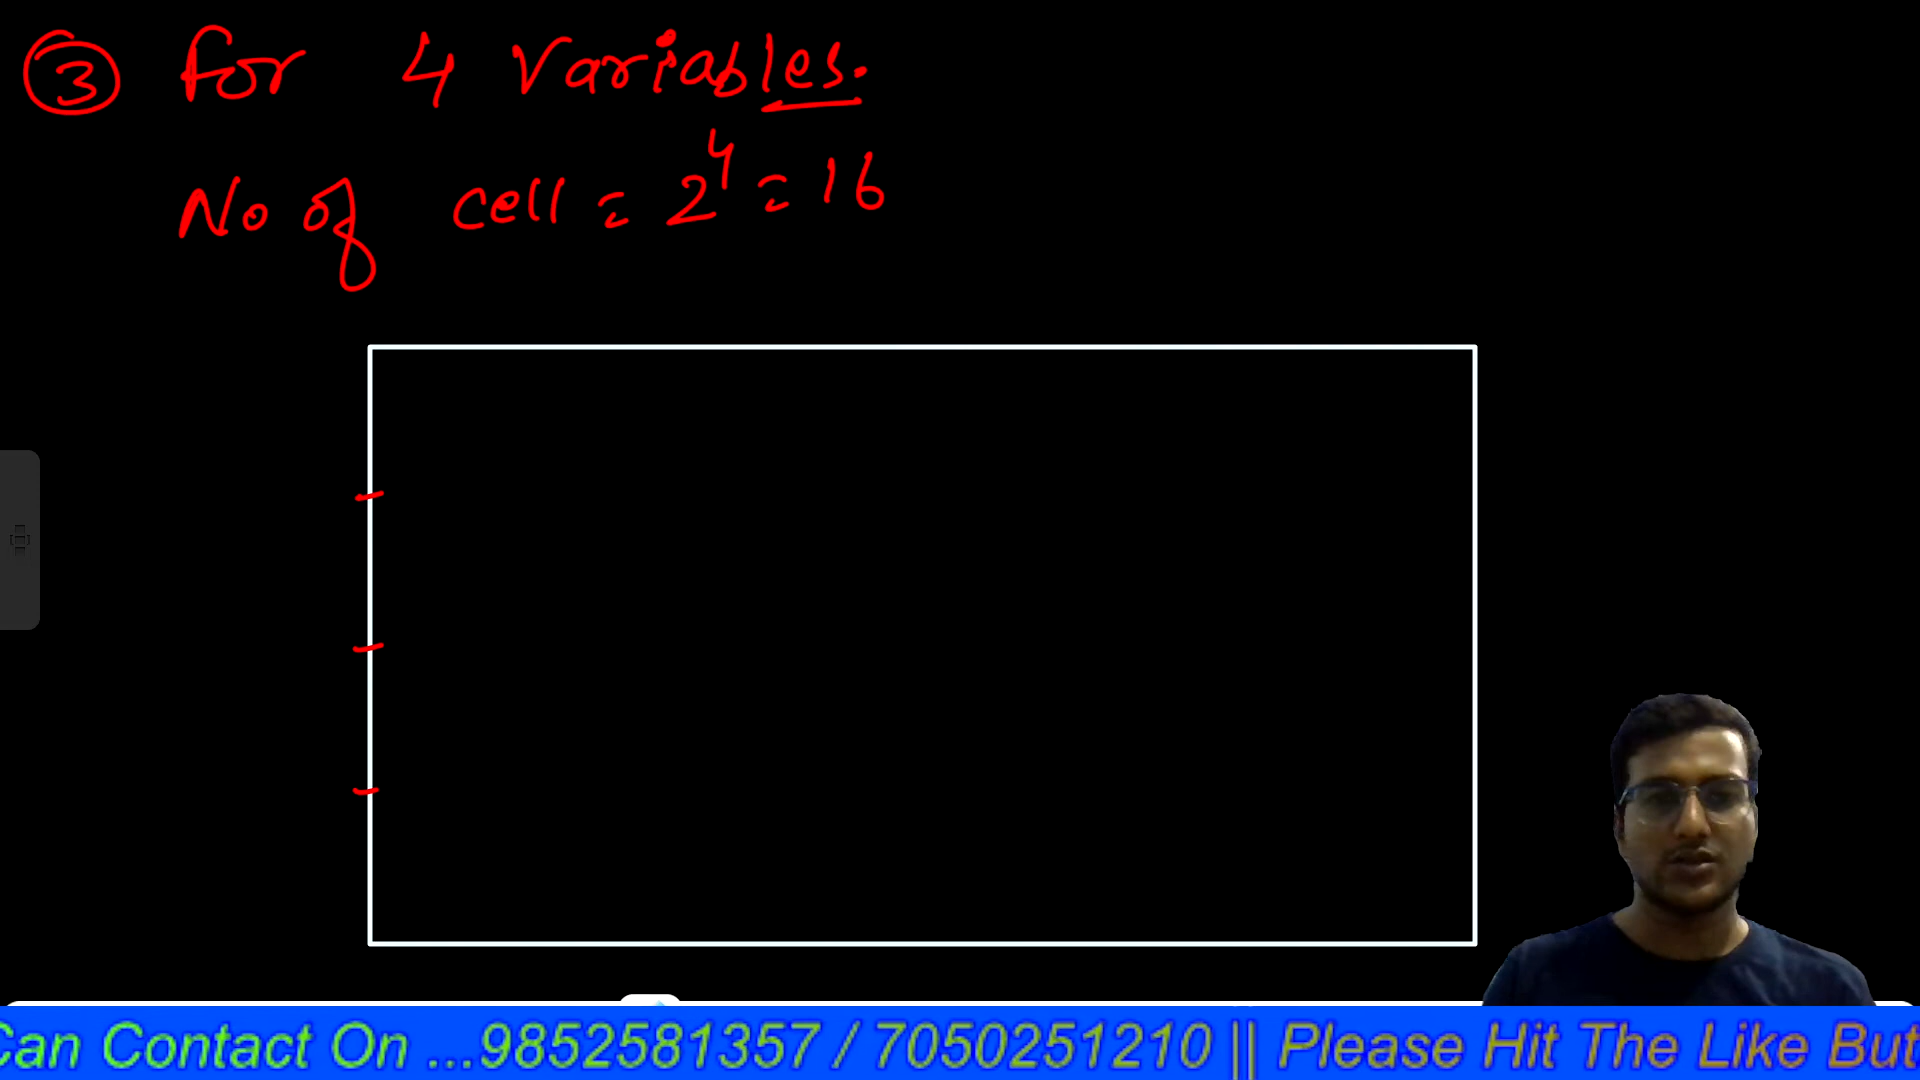 3 For 4 Variables.
No of cell = 2⁴ = 16
Can Contact On ...9852581357 / 7050251210 || Please Hit The Like But